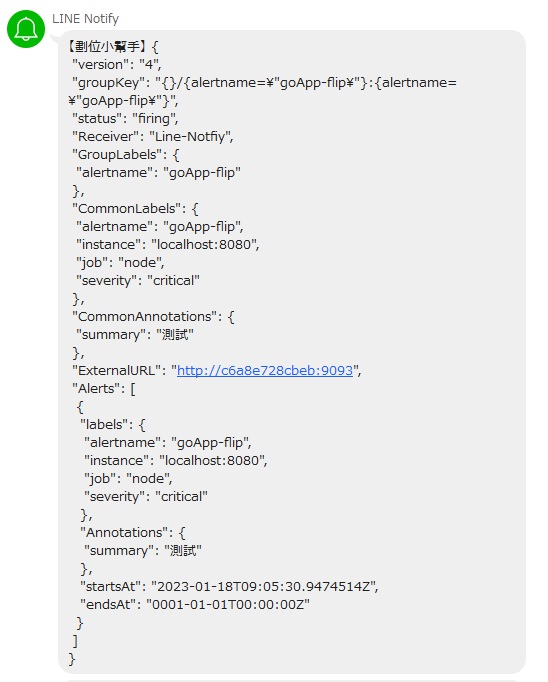 LINE Notify
【劃位小幫手】{
"version": "4",
"groupKey": "{}/{alertname=¥"goApp-flip¥"}:{alertname=
¥"goApp-flip¥"}",
"status": "firing",
"Receiver": "Line-Notfiy",
"GroupLabels": {
"alertname": "goApp-flip"
},
"CommonLabels": {
"alertname": "goApp-flip",
"instance": "localhost:8080",
"job": "node",
"severity": "critical"
},
"CommonAnnotations": {
"summary": "測試"
},
"ExternalURL": "http://c6a8e728cbeb:9093",
"Alerts": [
{
"labels": {
"alertname": "goApp-flip",
"instance": "localhost:8080",
"job": "node",
"severity": "critical"
},
"Annotations": {
"summary": "測試"
},
"startsAt": "2023-01-18T09:05:30.9474514Z",
"endsAt": "0001-01-01T00:00:00Z"
}
]
}